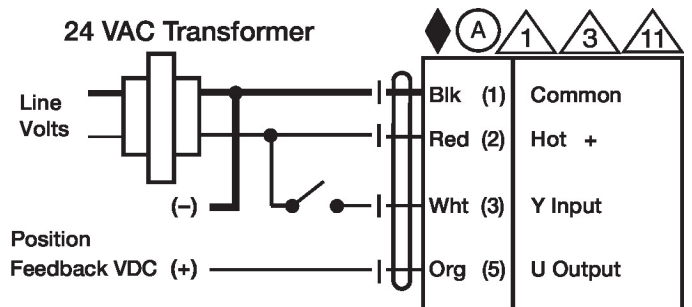 24 VAC Transformer
A 1 3 11
Line
Volts
Blk (1) Common
Red (2) Hot +
(–) Wht (3) Y Input
Position
Feedback VDC (+) Org (5) U Output